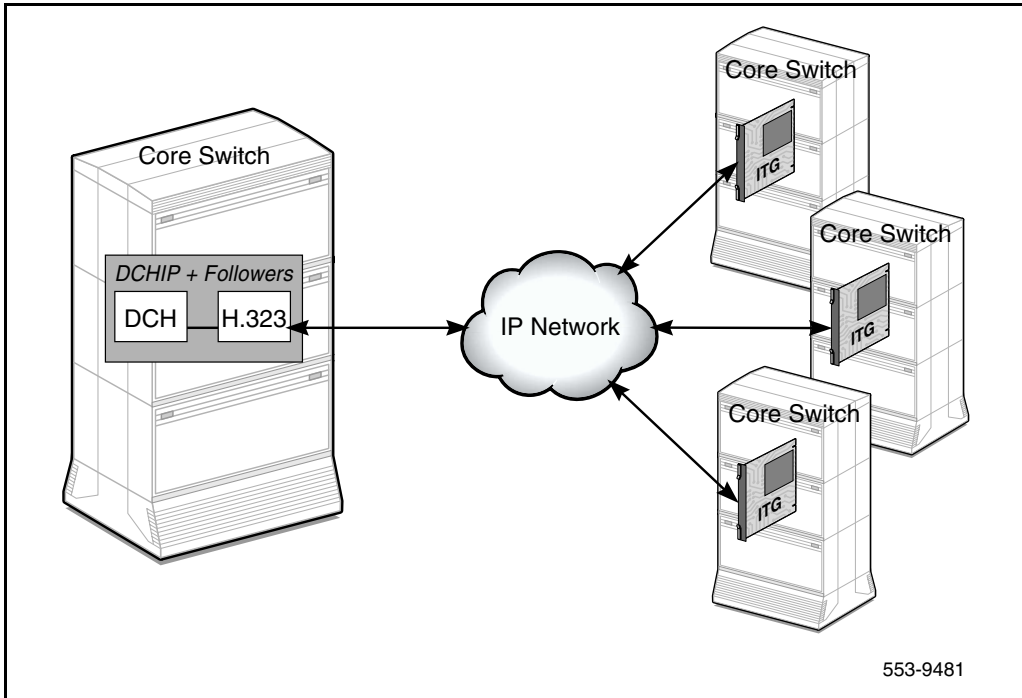 Core Switch
DCHIP + Followers
DCH
H.323
IP Network
Core Switch
ITG
Core Switch
ITG
Core Switch
ITG
553-9481